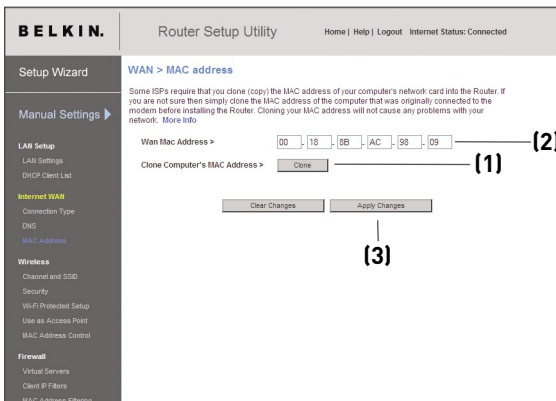 BELKIN.
Router Setup Utility
Home | Help | Logout Internet Status: Connected
Setup Wizard
Manual Settings
LAN Setup
LAN Settings
DHCP Client List
Internet WAN
Connection Type
DNS
MAC Address
Wireless
Channel and SSID
Security
Wi-Fi Protected Setup
Use as Access Point
MAC Address Control
Firewall
Virtual Servers
Client IP Filters
MAC Address Filtering
WAN > MAC address
Some ISPs require that you clone (copy) the MAC address of your computer's network card into the Router. If
you are not sure then simply clone the MAC address of the computer that was originally connected to the
modem before installing the Router. Cloning your MAC address will not cause any problems with your
network. More Info
Wan Mac Address > 00 . 18 . 8B . AC . 98 . 09 (2)
Clone Computer's MAC Address > Clone (1)
Clear Changes Apply Changes
(3)